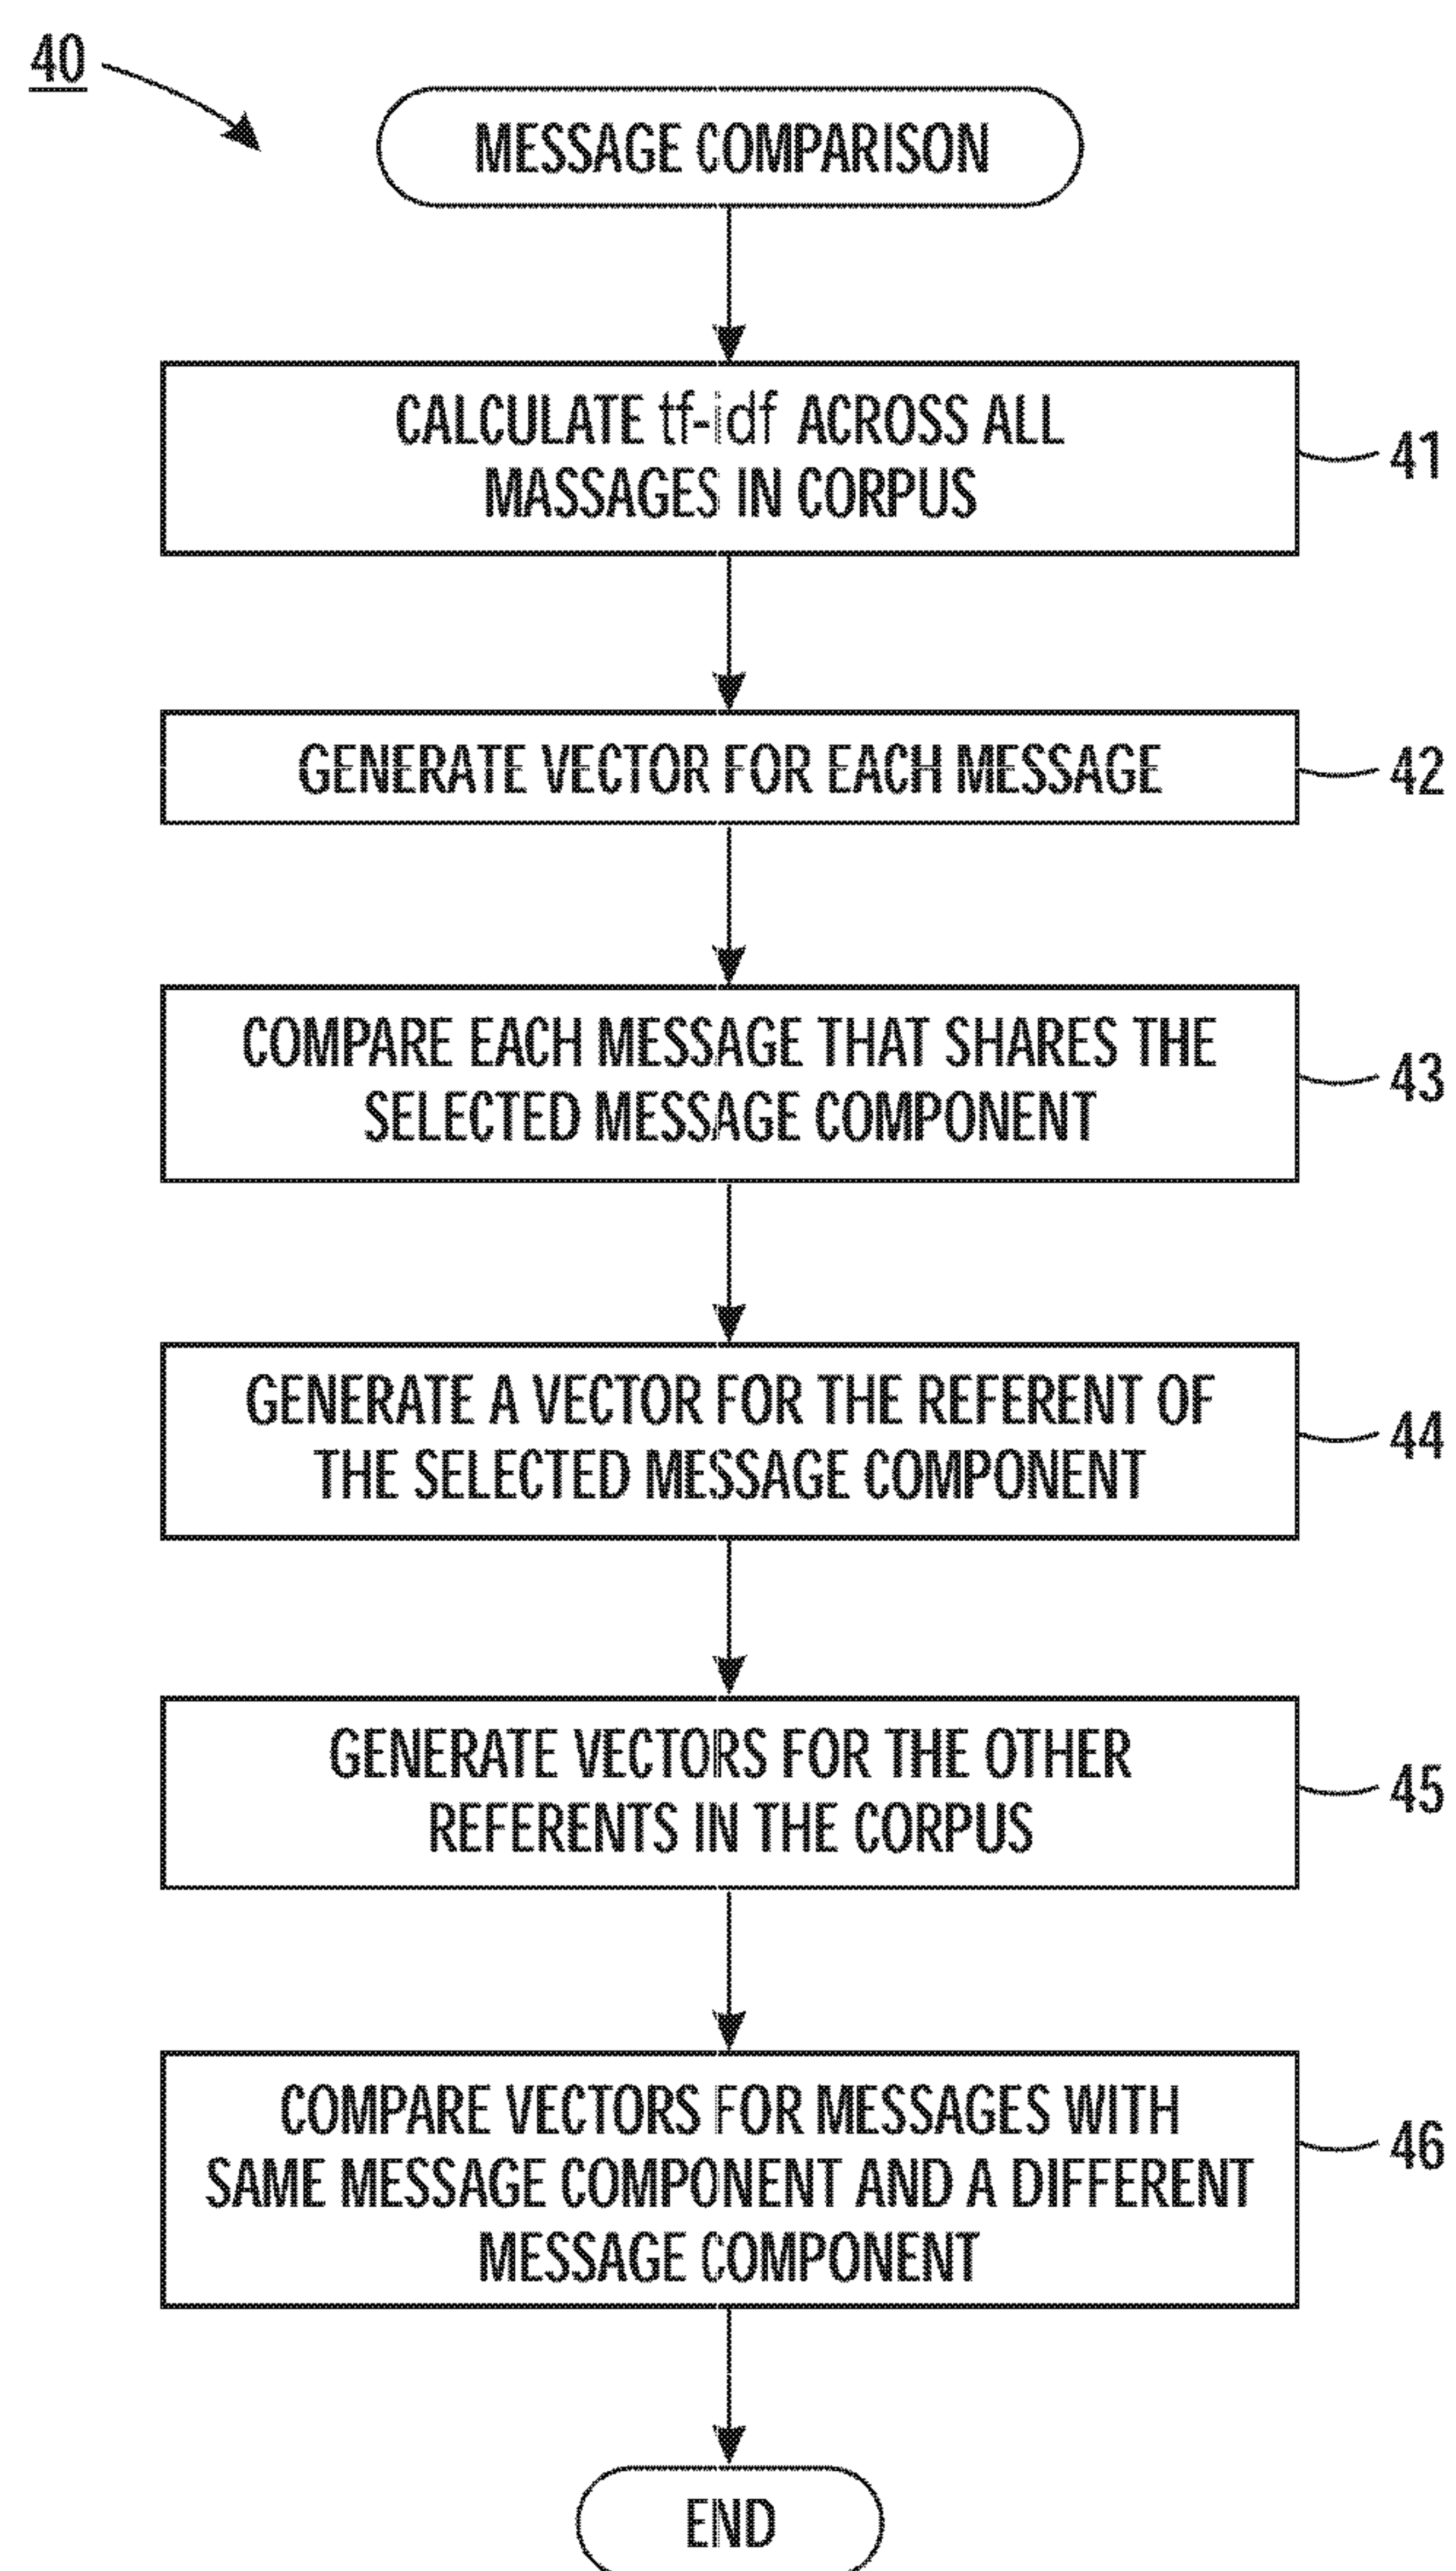 40
MESSAGE COMPARISON
CALCULATE tf-idf ACROSS ALL
MASSAGES IN CORPUS
41
GENERATE VECTOR FOR EACH MESSAGE
42
COMPARE EACH MESSAGE THAT SHARES THE
SELECTED MESSAGE COMPONENT
43
GENERATE A VECTOR FOR THE REFERENT OF
THE SELECTED MESSAGE COMPONENT
44
GENERATE VECTORS FOR THE OTHER
REFERENTS IN THE CORPUS
45
COMPARE VECTORS FOR MESSAGES WITH
SAME MESSAGE COMPONENT AND A DIFFERENT
MESSAGE COMPONENT
46
END